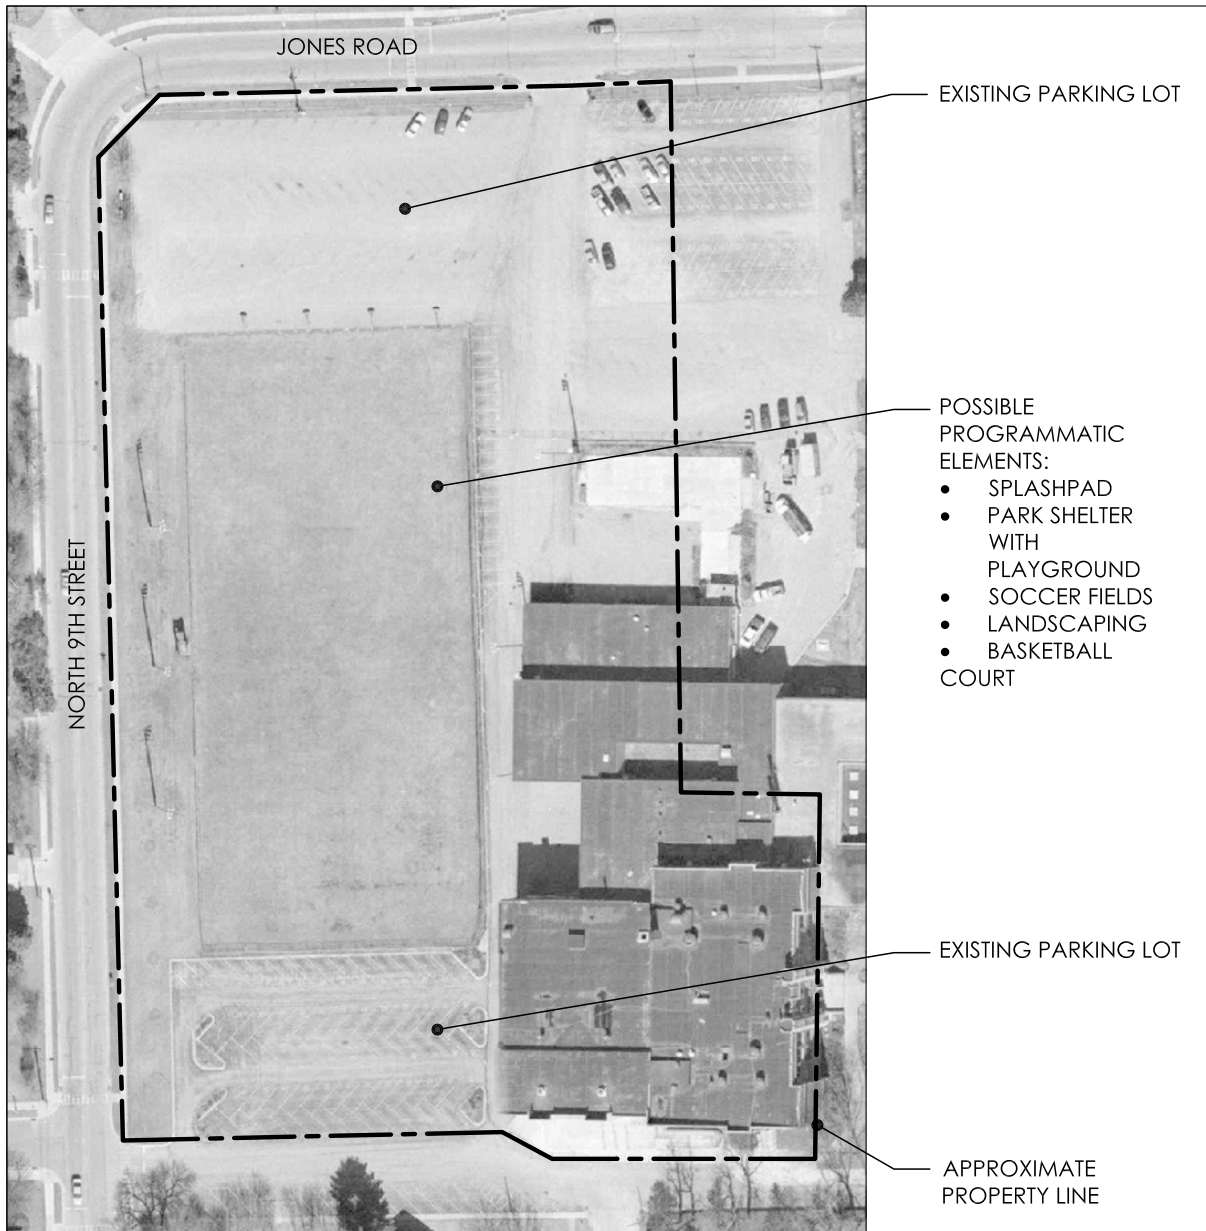 JONES ROAD
EXISTING PARKING LOT
POSSIBLE
PROGRAMMATIC
ELEMENTS:
• SPLASHPAD
• PARK SHELTER
WITH
PLAYGROUND
• SOCCER FIELDS
• LANDSCAPING
• BASKETBALL
COURT
NORTH 9TH STREET
EXISTING PARKING LOT
APPROXIMATE
PROPERTY LINE